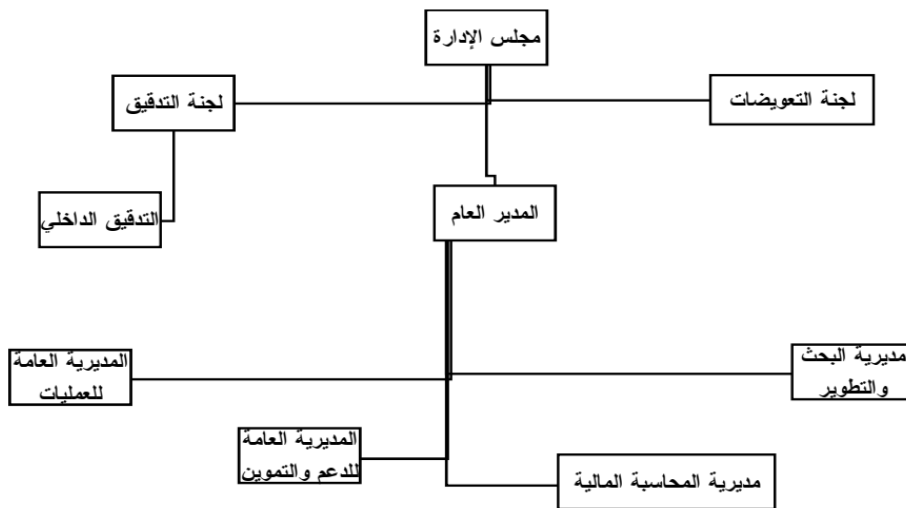 مجلس الإدارة
لجنة التعويضات
لجنة التدقيق
المدير العام
التدقيق الداخلي
مديرية البحث
والتطوير
المديرية العامة
للعمليات
المديرية العامة
للدعم والتموين
مديرية المحاسبة المالية